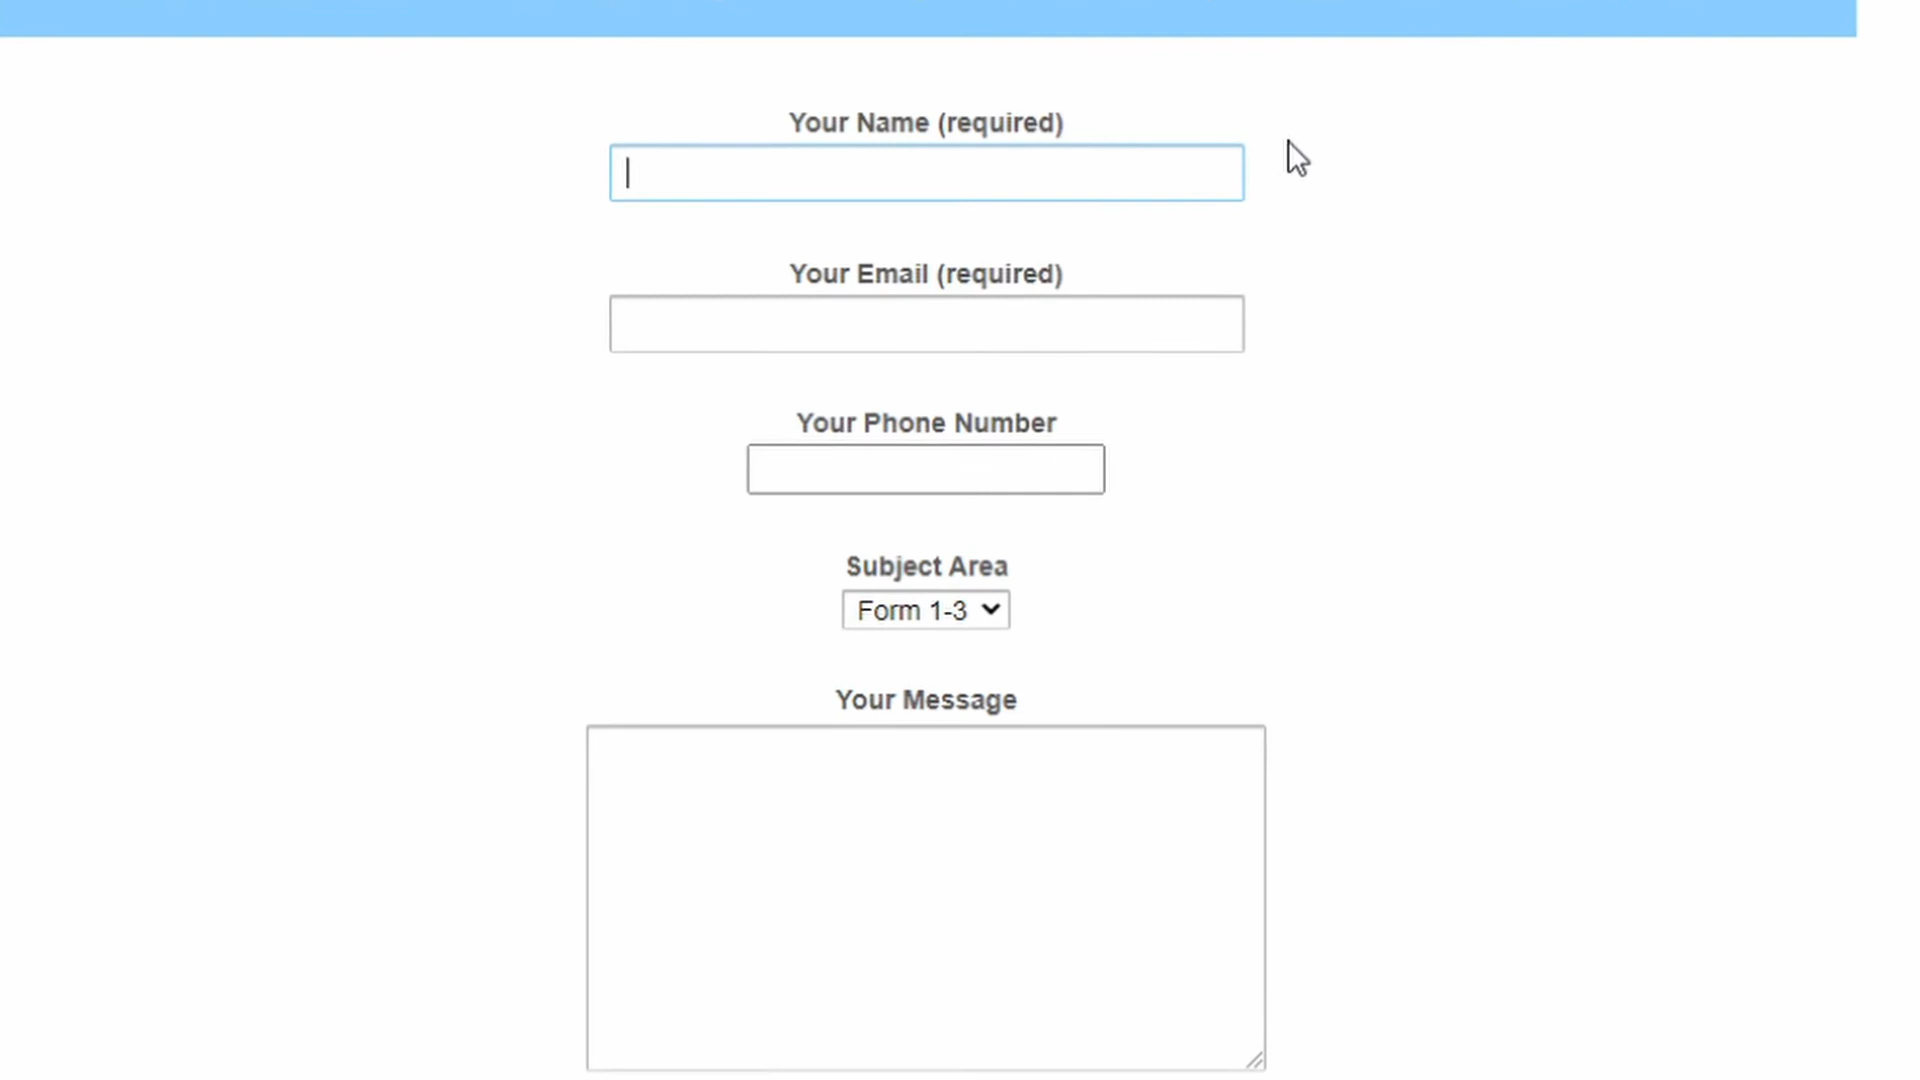 Your Name (required)
Your Email (required)
Your Phone Number
Subject Area
Form 1-3
Your Message